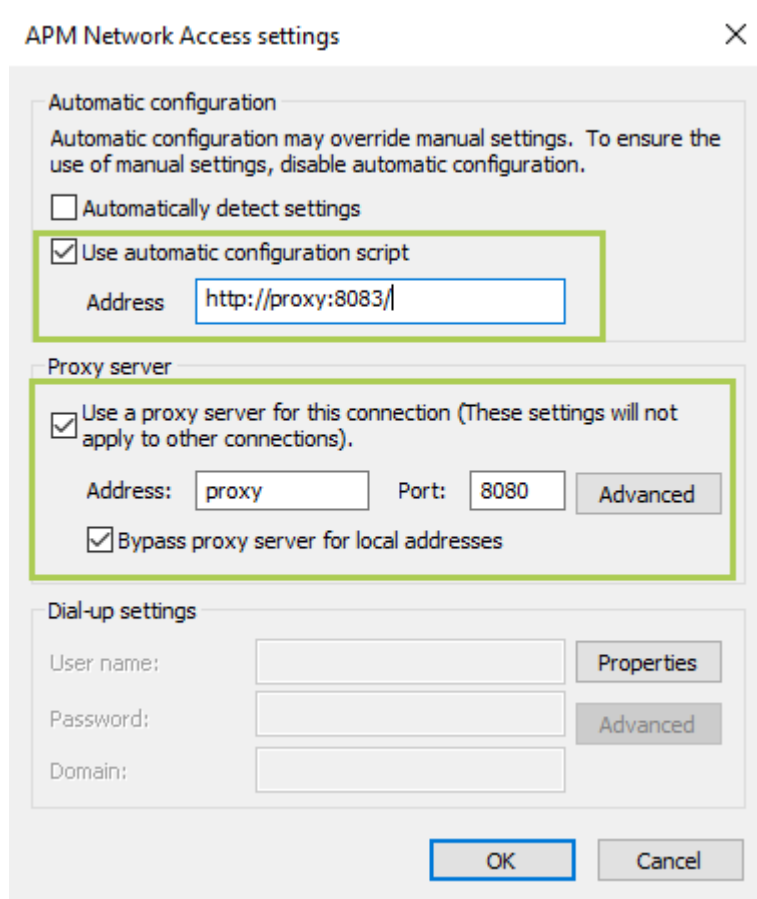 APM Network Access settings
Automatic configuration
Automatic configuration may override manual settings. To ensure the
use of manual settings, disable automatic configuration.
Automatically detect settings
Use automatic configuration script
Address http://proxy:8083/
Proxy server
Use a proxy server for this connection (These settings will not
apply to other connections).
Address: proxy Port: 8080 Advanced
Bypass proxy server for local addresses
Dial-up settings
User name: Properties
Password: Advanced
Domain:
OK Cancel